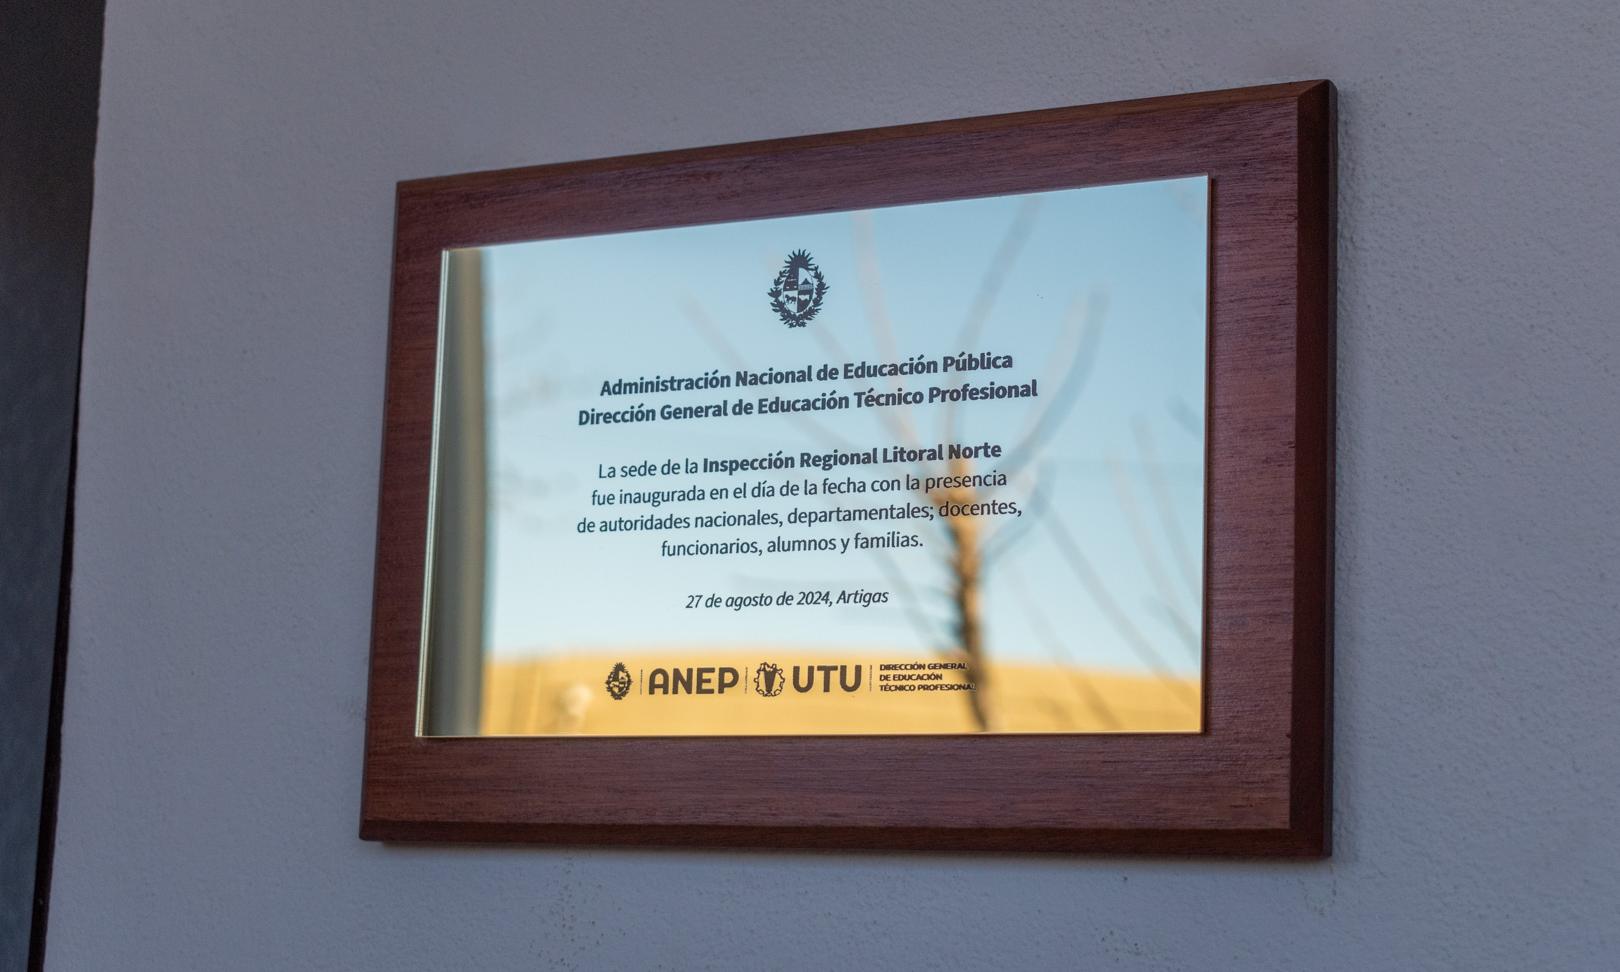 Administración Nacional de Educación Pública
Dirección General de Educación Técnico Profesional
La sede de la Inspección Regional Litoral Norte
fue inaugurada en el día de la fecha con la presencia
de autoridades nacionales, departamentales; docentes,
funcionarios, alumnos y familias.
27 de agosto de 2024, Artigas
ANEP UTU
DIRECCIÓN GENERAL
DE EDUCACIÓN
TÉCNICO PROFESIONAL